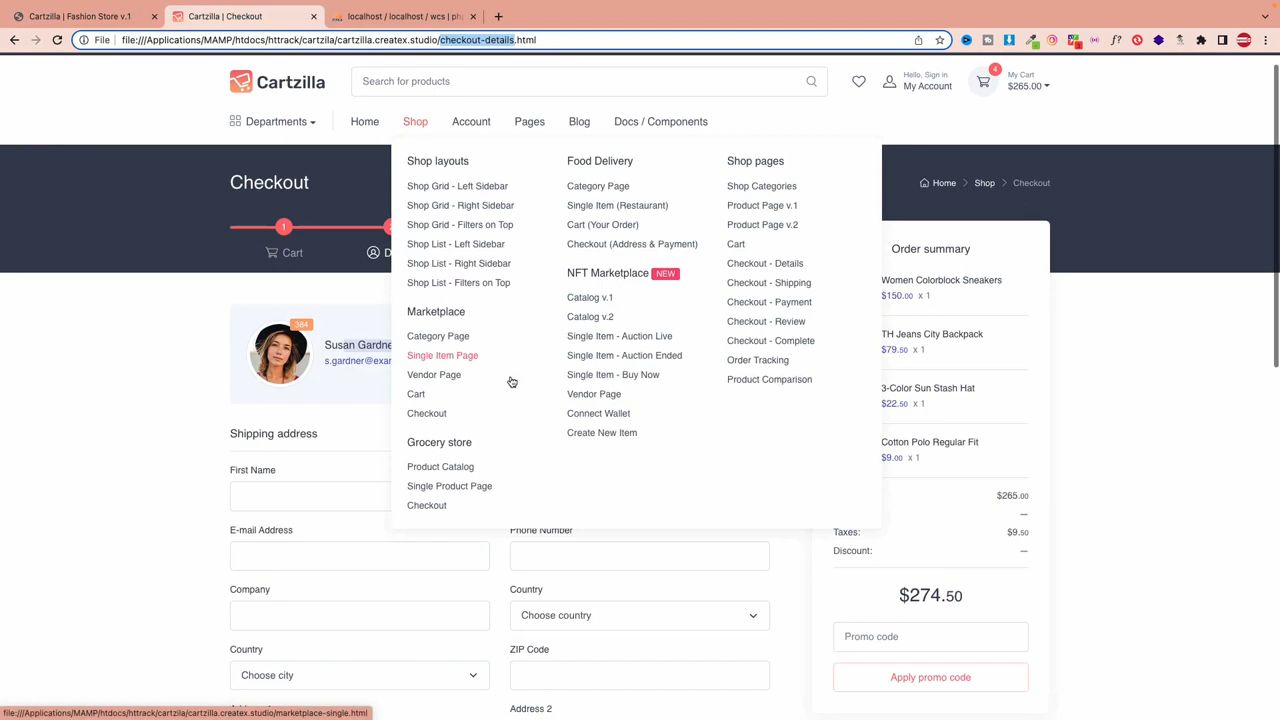 Cartzilla | Fashion Store v.1
Cartzilla | Checkout
localhost / localhost / wcs | ph
File
file:///Applications/MAMP/htdocs/httrack/cartzila/cartzilla.createx.studio/checkout-details.html
Cartzilla
Search for products
Hello, Sign in
My Account
4
My Cart
$265.00
Departments
Home
Shop
Account
Pages
Blog
Docs / Components
Checkout
Home
Shop
Checkout
1
Cart
Shop layouts
Shop Grid - Left Sidebar
Shop Grid - Right Sidebar
Shop Grid - Filters on Top
Shop List - Left Sidebar
Shop List - Right Sidebar
Shop List - Filters on Top
Marketplace
Category Page
Single Item Page
Vendor Page
Cart
Checkout
Grocery store
Product Catalog
Single Product Page
Checkout
Food Delivery
Category Page
Single Item (Restaurant)
Cart (Your Order)
Checkout (Address & Payment)
NFT Marketplace NEW
Catalog v.1
Catalog v.2
Single Item - Auction Live
Single Item - Auction Ended
Single Item - Buy Now
Vendor Page
Connect Wallet
Create New Item
Shop pages
Shop Categories
Product Page v.1
Product Page v.2
Cart
Checkout - Details
Checkout - Shipping
Checkout - Payment
Checkout - Review
Checkout - Complete
Order Tracking
Product Comparison
384
Susan Gardne
s.gardner@exa
Shipping address
First Name
E-mail Address
Phone Number
Company
Country
Choose country
Country
Choose city
ZIP Code
Address 2
Order summary
Women Colorblock Sneakers
$150.00 x 1
TH Jeans City Backpack
$79.50 x 1
3-Color Sun Stash Hat
$22.50 x 1
Cotton Polo Regular Fit
$9.00 x 1
$265.00
—
Taxes:
$9.50
Discount:
—
$274.50
Promo code
Apply promo code
file:///Applications/MAMP/htdocs/httrack/cartzila/cartzilla.createx.studio/marketplace-single.html